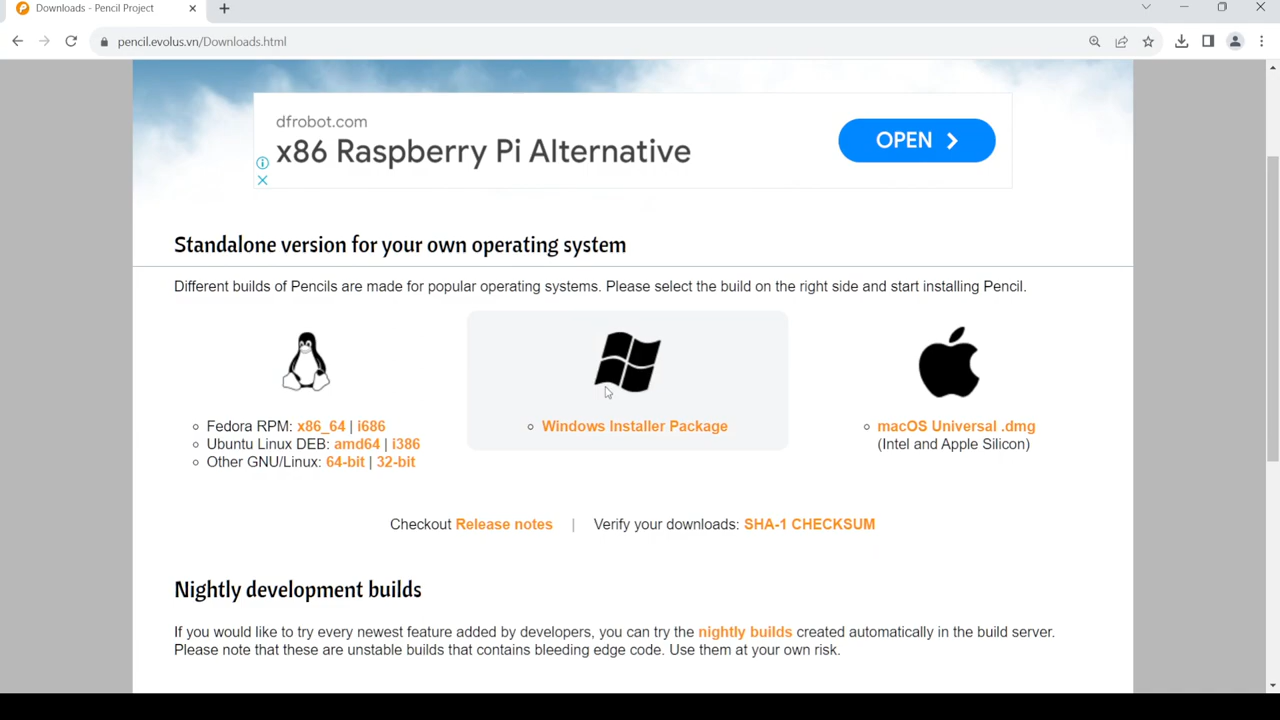 Downloads - Pencil Project
pencil.evolus.vn/Downloads.html
dfrobot.com
x86 Raspberry Pi Alternative
OPEN
Standalone version for your own operating system
Different builds of Pencils are made for popular operating systems. Please select the build on the right side and start installing Pencil.
Fedora RPM: x86_64 | i686
Ubuntu Linux DEB: amd64 | i386
Other GNU/Linux: 64-bit | 32-bit
Windows Installer Package
macOS Universal .dmg
(Intel and Apple Silicon)
Checkout Release notes | Verify your downloads: SHA-1 CHECKSUM
Nightly development builds
If you would like to try every newest feature added by developers, you can try the nightly builds created automatically in the build server.
Please note that these are unstable builds that contains bleeding edge code. Use them at your own risk.